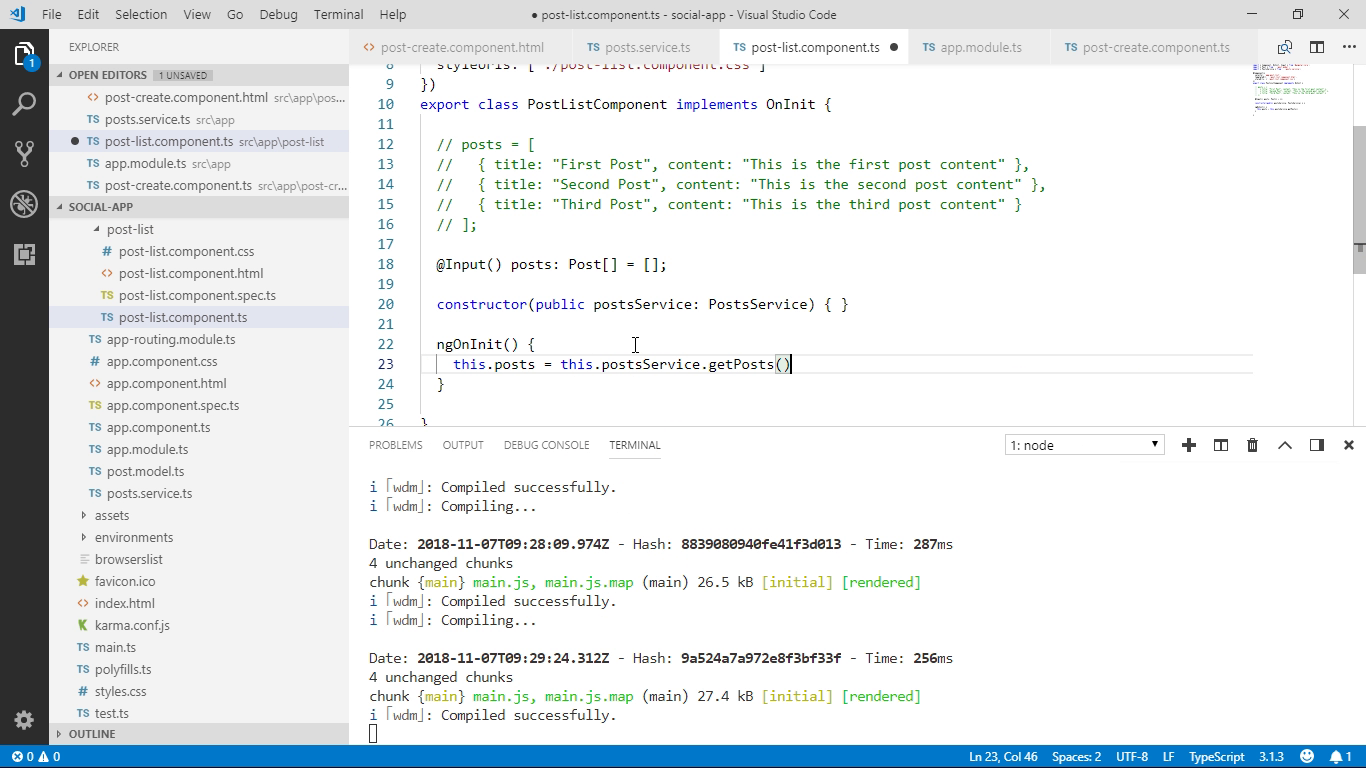 File Edit Selection View Go Debug Terminal Help
● post-list.component.ts - social-app - Visual Studio Code
EXPLORER
OPEN EDITORS 1 UNSAVED
<> post-create.component.html src\app\pos...
TS posts.service.ts src\app
● TS post-list.component.ts src\app\post-list
TS app.module.ts src\app
TS post-create.component.ts src\app\post-cr...
SOCIAL-APP
post-list
# post-list.component.css
<> post-list.component.html
TS post-list.component.spec.ts
TS post-list.component.ts
TS app-routing.module.ts
# app.component.css
<> app.component.html
TS app.component.spec.ts
TS app.component.ts
TS app.module.ts
TS post.model.ts
TS posts.service.ts
assets
environments
browserslist
favicon.ico
<> index.html
karma.conf.js
TS main.ts
TS polyfills.ts
# styles.css
TS test.ts
OUTLINE
1
<> post-create.component.html
TS posts.service.ts
TS post-list.component.ts ●
TS app.module.ts
TS post-create.component.ts
8 styleUrls: ['./post-list.component.css']
9 })
10 export class PostListComponent implements OnInit {
11
12 // posts = [
13 //   { title: "First Post", content: "This is the first post content" },
14 //   { title: "Second Post", content: "This is the second post content" },
15 //   { title: "Third Post", content: "This is the third post content" }
16 // ];
17
18 @Input() posts: Post[] = [];
19
20 constructor(public postsService: PostsService) { }
21
22 ngOnInit() {
23 this.posts = this.postsService.getPosts()
24 }
25
26 }
PROBLEMS OUTPUT DEBUG CONSOLE TERMINAL
1: node
i ｢wdm｣: Compiled successfully.
i ｢wdm｣: Compiling...
Date: 2018-11-07T09:28:09.974Z - Hash: 8839080940fe41f3d013 - Time: 287ms
4 unchanged chunks
chunk {main} main.js, main.js.map (main) 26.5 kB [initial] [rendered]
i ｢wdm｣: Compiled successfully.
i ｢wdm｣: Compiling...
Date: 2018-11-07T09:29:24.312Z - Hash: 9a524a7a972e8f3bf33f - Time: 256ms
4 unchanged chunks
chunk {main} main.js, main.js.map (main) 27.4 kB [initial] [rendered]
i ｢wdm｣: Compiled successfully.
0 0
Ln 23, Col 46 Spaces: 2 UTF-8 LF TypeScript 3.1.3 1